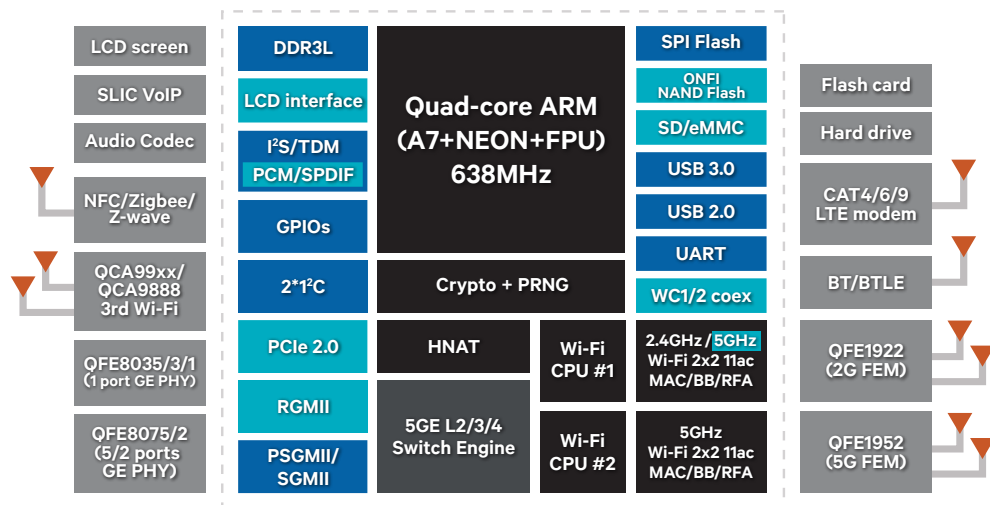 LCD screen
SLIC VoIP
Audio Codec
NFC/Zigbee/
Z-wave
QCA99xx/
QCA9888
3rd Wi-Fi
QFE8035/3/1
(1 port GE PHY)
QFE8075/2
(5/2 ports
GE PHY)
DDR3L
LCD interface
I²S/TDM
PCM/SPDIF
GPIOs
2*1²C
PCIe 2.0
RGMII
PSGMII/
SGMII
Quad-core ARM
(A7+NEON+FPU)
638MHz
Crypto + PRNG
HNAT
5GE L2/3/4
Switch Engine
Wi-Fi
CPU #1
Wi-Fi
CPU #2
SPI Flash
ONFI
NAND Flash
SD/eMMC
USB 3.0
USB 2.0
UART
WC1/2 coex
2.4GHz/5GHz
Wi-Fi 2x2 11ac
MAC/BB/RFA
5GHz
Wi-Fi 2x2 11ac
MAC/BB/RFA
Flash card
Hard drive
CAT4/6/9
LTE modem
BT/BTLE
QFE1922
(2G FEM)
QFE1952
(5G FEM)